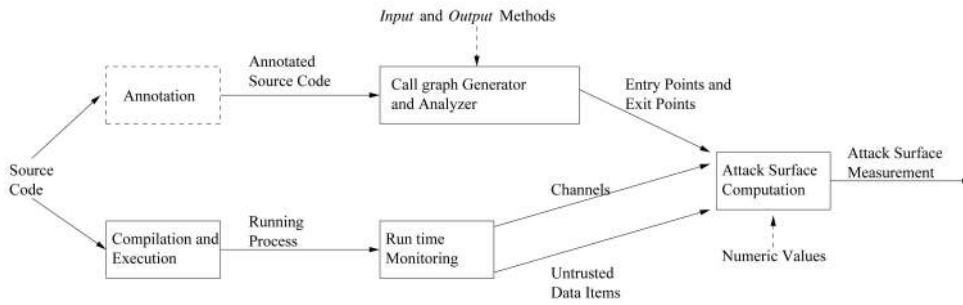 Input and Output Methods
Annotated
Source Code
Annotation
Call graph Generator
and Analyzer
Entry Points and
Exit Points
Source
Code
Channels
Attack Surface
Computation
Attack Surface
Measurement
Compilation and
Execution
Running
Process
Run time
Monitoring
Untrusted
Data Items
Numeric Values